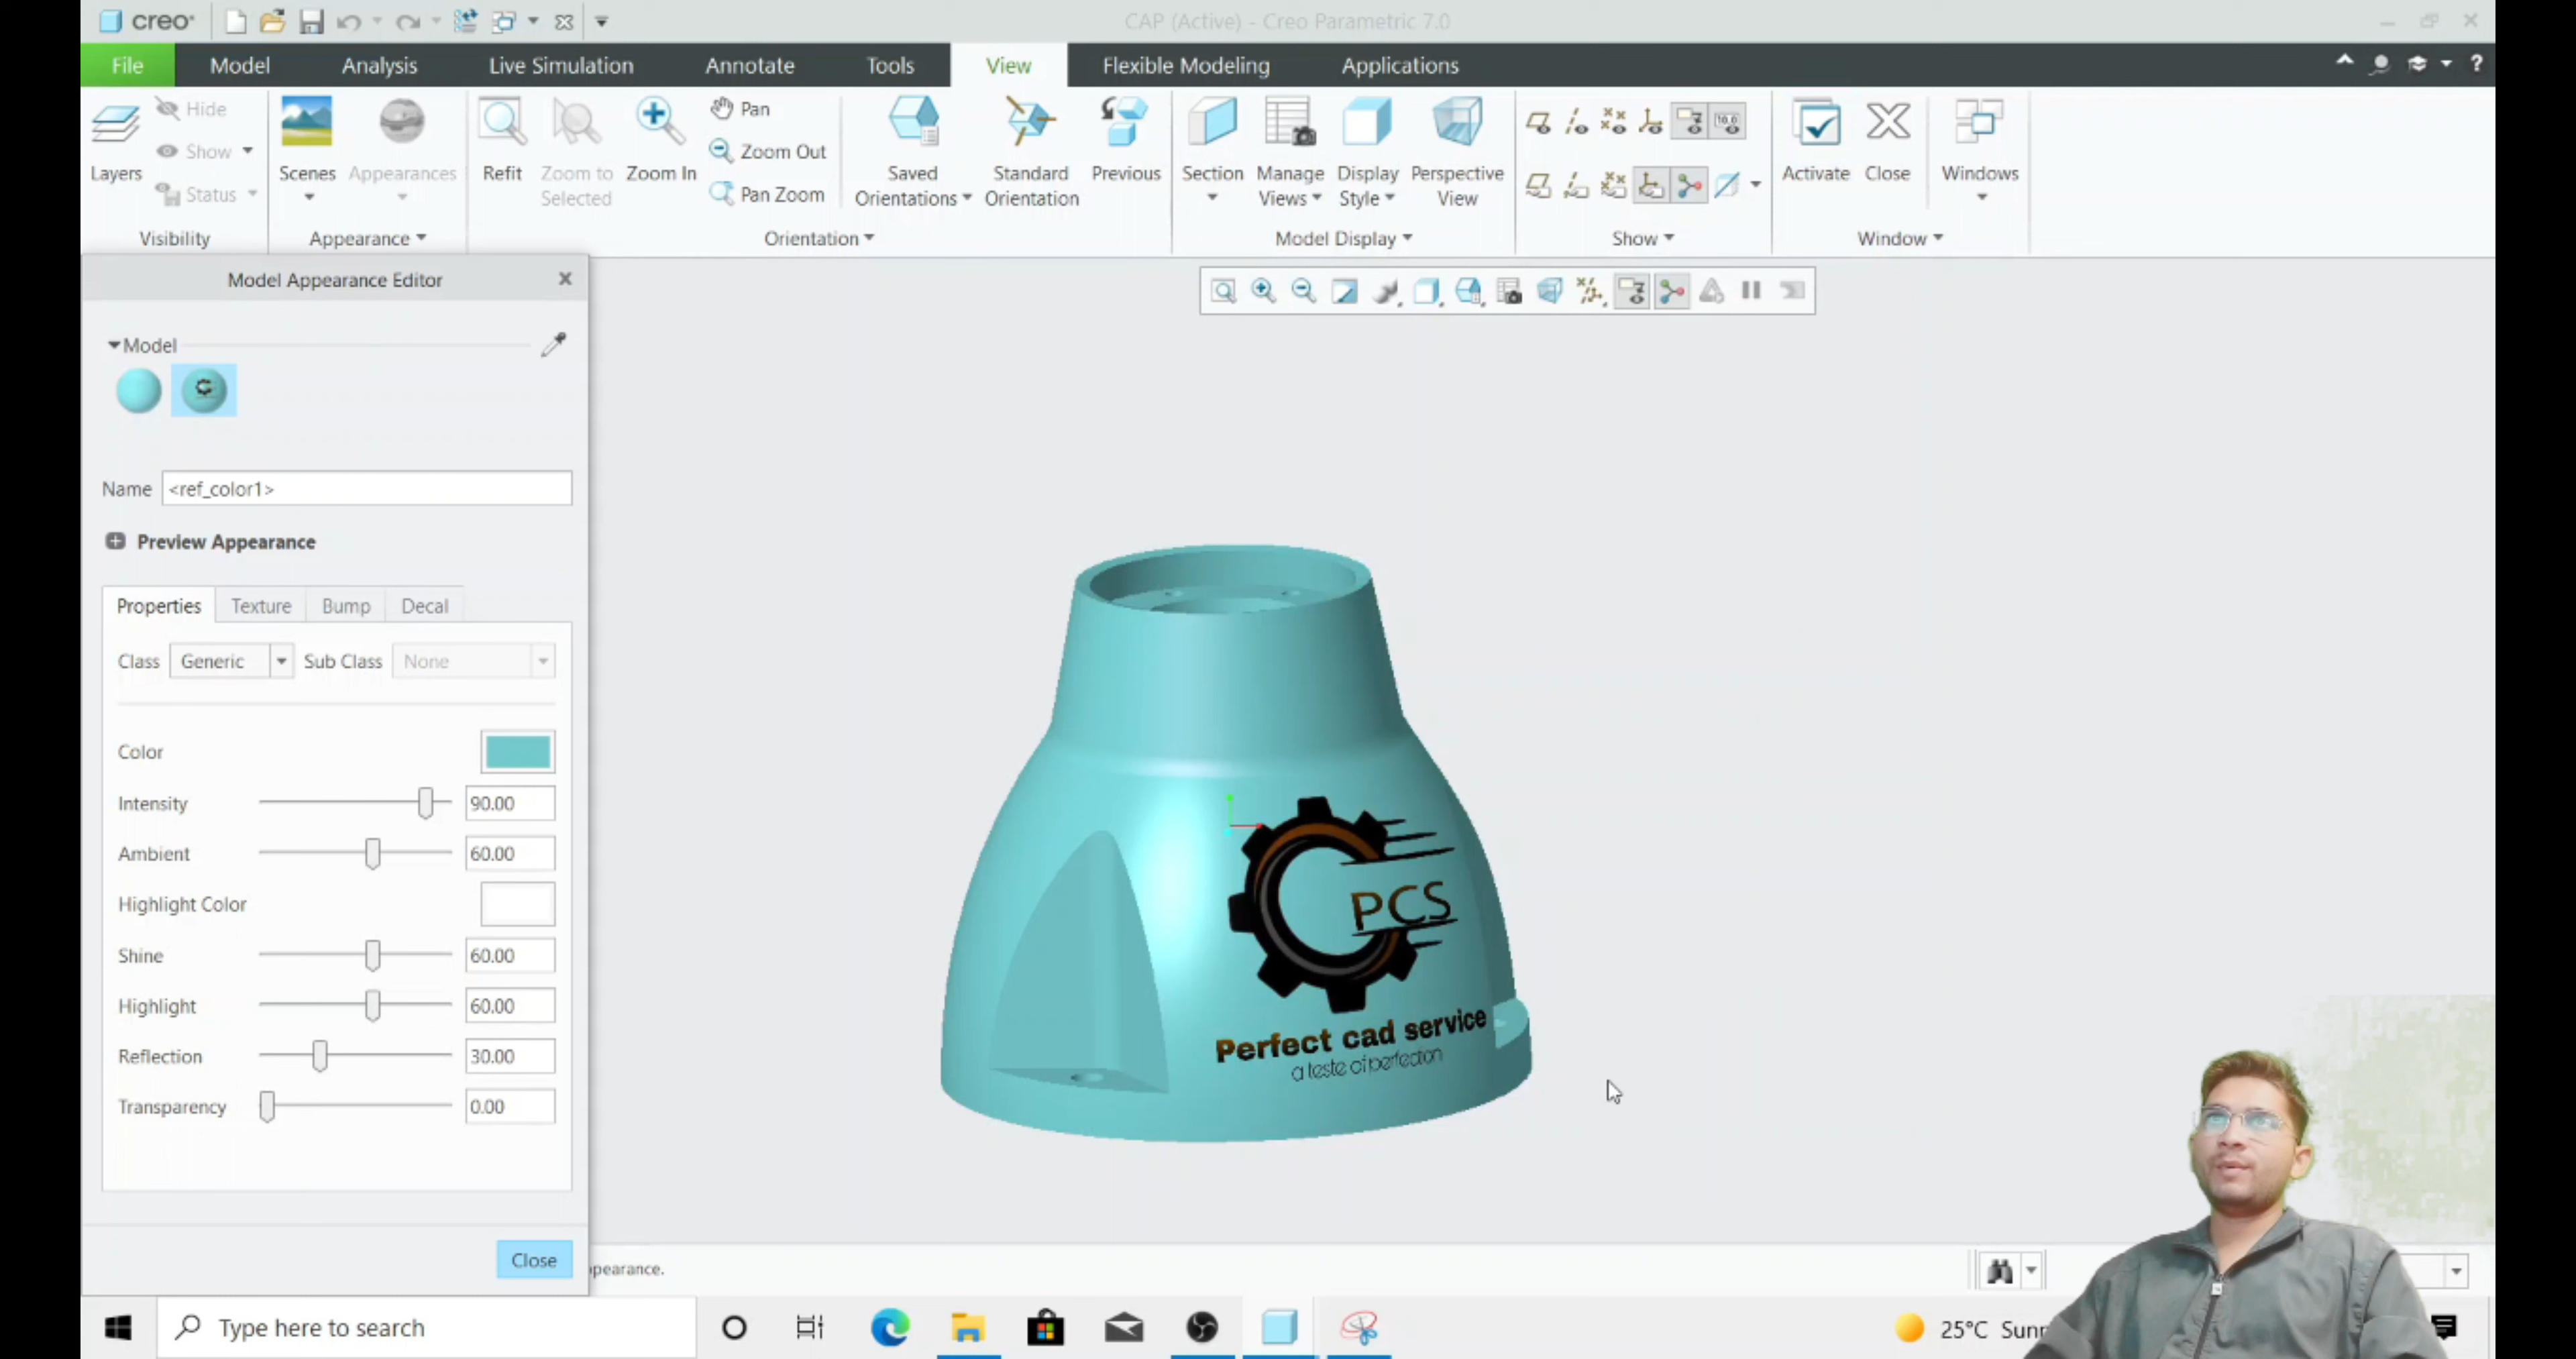 creo
CAP (Active) - Creo Parametric 7.0
File Model Analysis Live Simulation Annotate Tools View Flexible Modeling Applications ?
Layers
Hide
Show
Status
Visibility
Scenes
Appearances
Appearance
Refit
Zoom to Selected
Zoom In
Pan
Zoom Out
Pan Zoom
Saved Orientations
Standard Orientation
Previous
Orientation
Section
Manage Views
Display Style
Perspective View
Model Display
Show
Activate
Close
Windows
Window
Model Appearance Editor
Model
Name <ref_color1>
Preview Appearance
Properties Texture Bump Decal
Class Generic Sub Class None
Color
Intensity 90.00
Ambient 60.00
Highlight Color
Shine 60.00
Highlight 60.00
Reflection 30.00
Transparency 0.00
Close
ppearance.
PCS
Perfect cad service
a teste of perfection
Type here to search
25°C Sunn